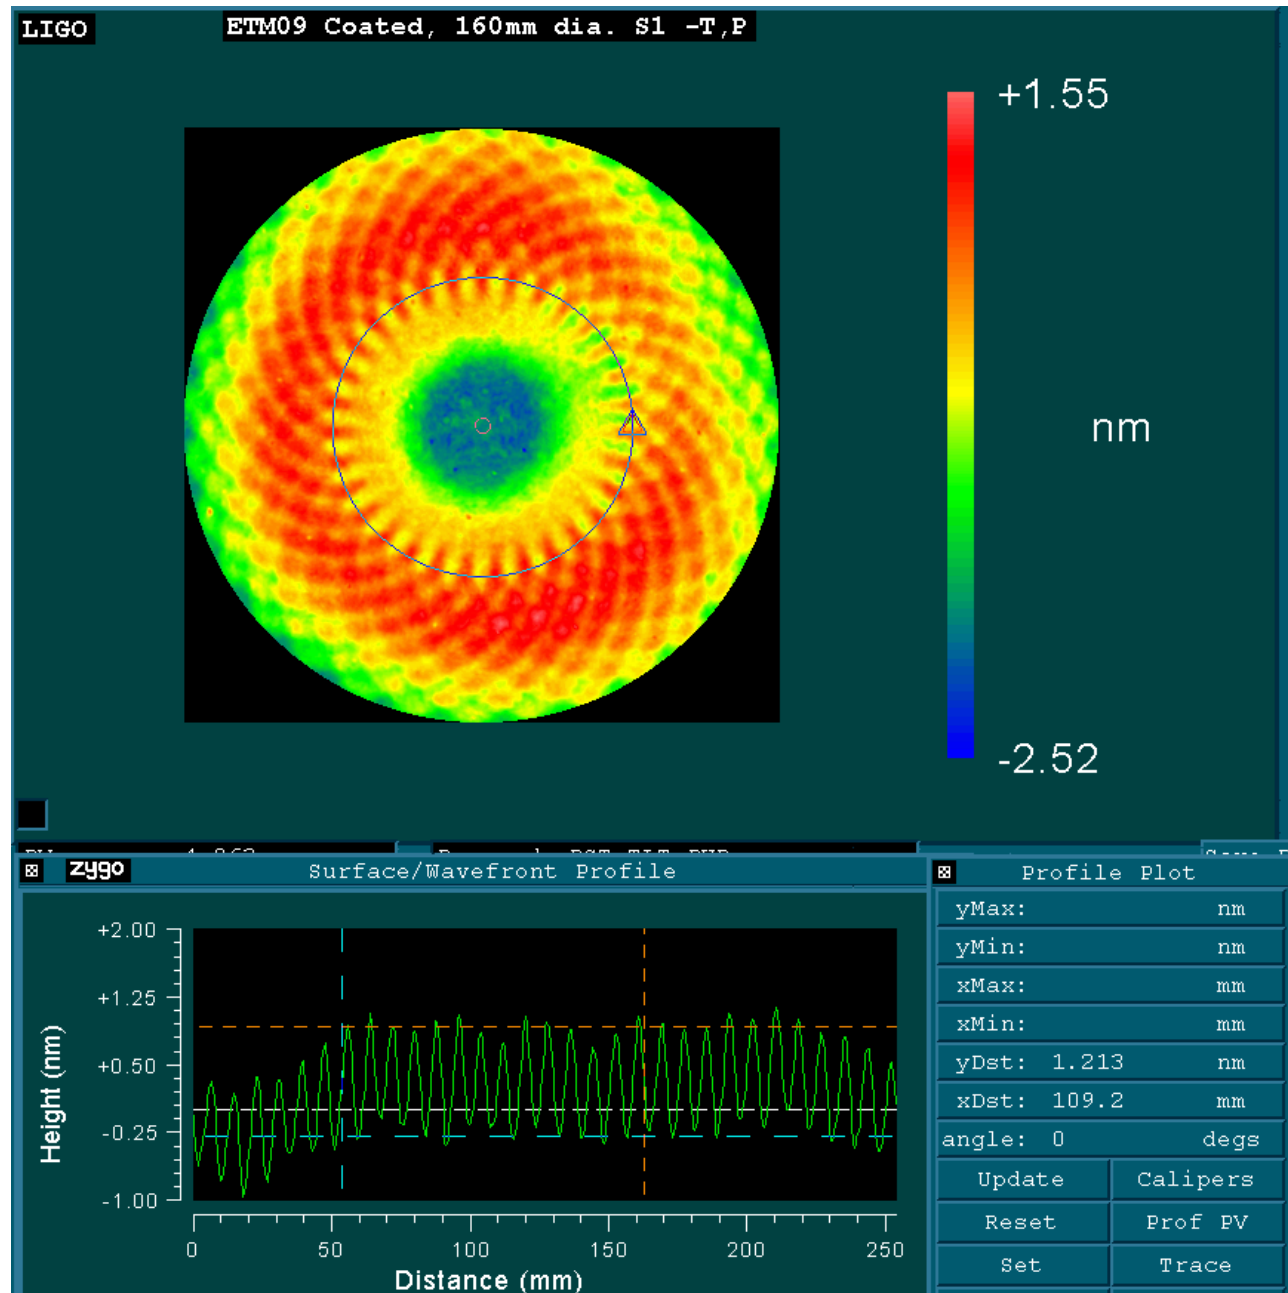 LIGO
ETM09 Coated, 160mm dia. S1 -T,P
+1.55
nm
-2.52
zygo Surface/Wavefront Profile
+2.00
+1.25
+0.50
-0.25
-1.00
Height (nm)
0 50 100 150 200 250
Distance (mm)
Profile Plot
yMax: nm
yMin: nm
xMax: mm
xMin: mm
yDst: 1.213 nm
xDst: 109.2 mm
angle: 0 degs
Update Calipers
Reset Prof PV
Set Trace